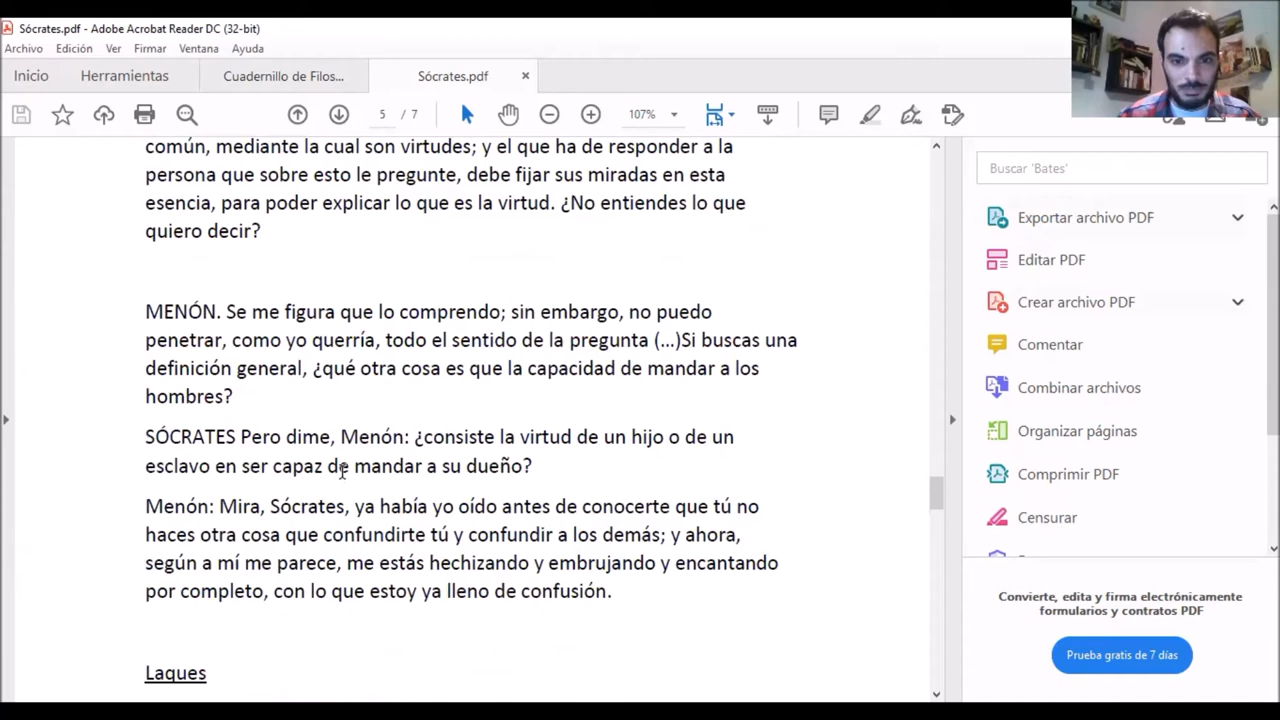 Sócrates.pdf - Adobe Acrobat Reader DC (32-bit)
Archivo Edición Ver Firmar Ventana Ayuda
Inicio Herramientas Cuadernillo de Filos... Sócrates.pdf ×
5 / 7 107%
común, mediante la cual son virtudes; y el que ha de responder a la
persona que sobre esto le pregunte, debe fijar sus miradas en esta
esencia, para poder explicar lo que es la virtud. ¿No entiendes lo que
quiero decir?
MENÓN. Se me figura que lo comprendo; sin embargo, no puedo
penetrar, como yo querría, todo el sentido de la pregunta (...)Si buscas una
definición general, ¿qué otra cosa es que la capacidad de mandar a los
hombres?
SÓCRATES Pero dime, Menón: ¿consiste la virtud de un hijo o de un
esclavo en ser capaz de mandar a su dueño?
Menón: Mira, Sócrates, ya había yo oído antes de conocerte que tú no
haces otra cosa que confundirte tú y confundir a los demás; y ahora,
según a mí me parece, me estás hechizando y embrujando y encantando
por completo, con lo que estoy ya lleno de confusión.
Laques
Buscar 'Bates'
Exportar archivo PDF
Editar PDF
Crear archivo PDF
Comentar
Combinar archivos
Organizar páginas
Comprimir PDF
Censurar
Convierte, edita y firma electrónicamente
formularios y contratos PDF
Prueba gratis de 7 días